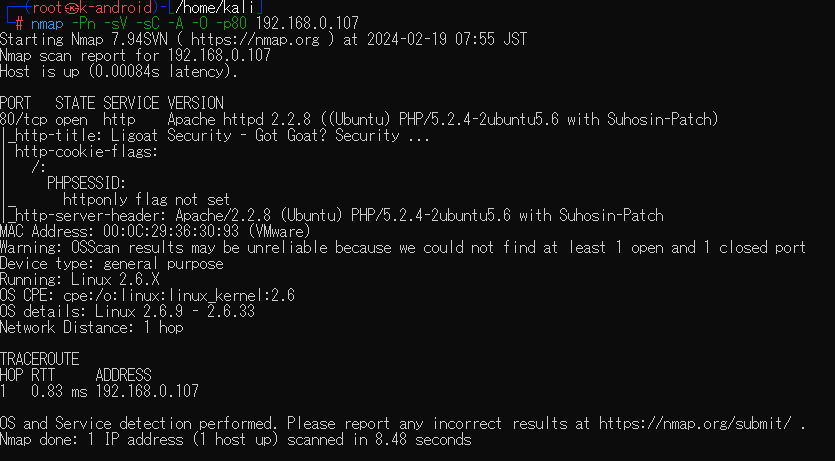 ┌──(root㉿k-android)-[/home/kali]
└─# nmap -Pn -sV -sC -A -O -p80 192.168.0.107
Starting Nmap 7.94SVN ( https://nmap.org ) at 2024-02-19 07:55 JST
Nmap scan report for 192.168.0.107
Host is up (0.00084s latency).

PORT   STATE SERVICE VERSION
80/tcp open  http    Apache httpd 2.2.8 ((Ubuntu) PHP/5.2.4-2ubuntu5.6 with Suhosin-Patch)
|_http-title: Ligoat Security - Got Goat? Security ...
| http-cookie-flags:
|   /:
|     PHPSESSID:
|_      httponly flag not set
|_http-server-header: Apache/2.2.8 (Ubuntu) PHP/5.2.4-2ubuntu5.6 with Suhosin-Patch
MAC Address: 00:0C:29:36:30:93 (VMware)
Warning: OSScan results may be unreliable because we could not find at least 1 open and 1 closed port
Device type: general purpose
Running: Linux 2.6.X
OS CPE: cpe:/o:linux:linux_kernel:2.6
OS details: Linux 2.6.9 - 2.6.33
Network Distance: 1 hop

TRACEROUTE
HOP RTT     ADDRESS
1   0.83 ms 192.168.0.107

OS and Service detection performed. Please report any incorrect results at https://nmap.org/submit/ .
Nmap done: 1 IP address (1 host up) scanned in 8.48 seconds